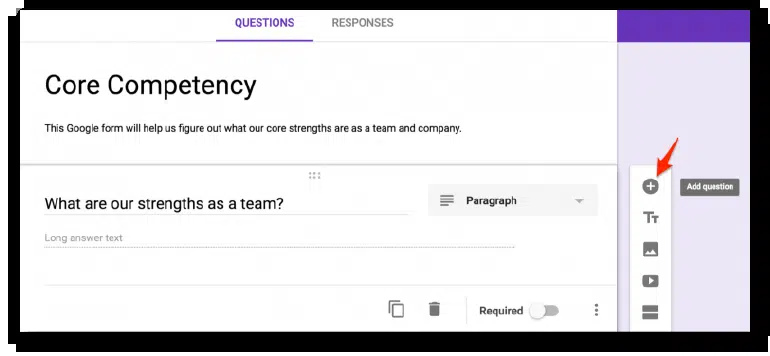 QUESTIONS RESPONSES
Core Competency
This Google form will help us figure out what our core strengths are as a team and company.
Add question
What are our strengths as a team? Paragraph
Tт
Long answer text
Required